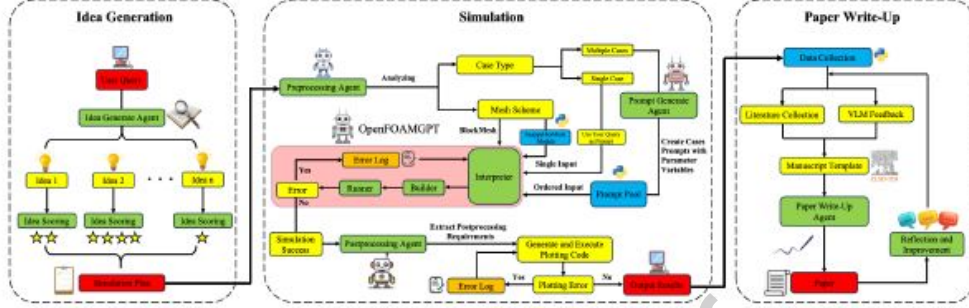 Idea Generation
User Query
Idea Generate Agent
Idea 1
Idea 2
Idea n
Idea Scoring
Idea Scoring
Idea Scoring
Simulation Plan
Simulation
Preprocessing Agent
Analyzing
Case Type
Multiple Cases
Single Case
Mesh Scheme
Prompt Generate
Agent
OpenFOAMGPT
BlockMesh
Use User Query
as Prompt
Create Cases
Prompts with
Parameter
Variables
Error Log
Yes
Interpreter
Single Input
Error
Runner
Builder
Ordered Input
Prompt Pool
No
Simulation
Success
Postprocessing Agent
Extract Postprocessing
Requirements
Generate and Execute
Plotting Code
Error Log
Yes
Plotting Error
No
Output Results
Paper Write-Up
Data Collection
Literature Collection
VLM Feedback
Manuscript Template
ELSEVIER
Paper Write-Up
Agent
Reflection and
Improvement
Paper